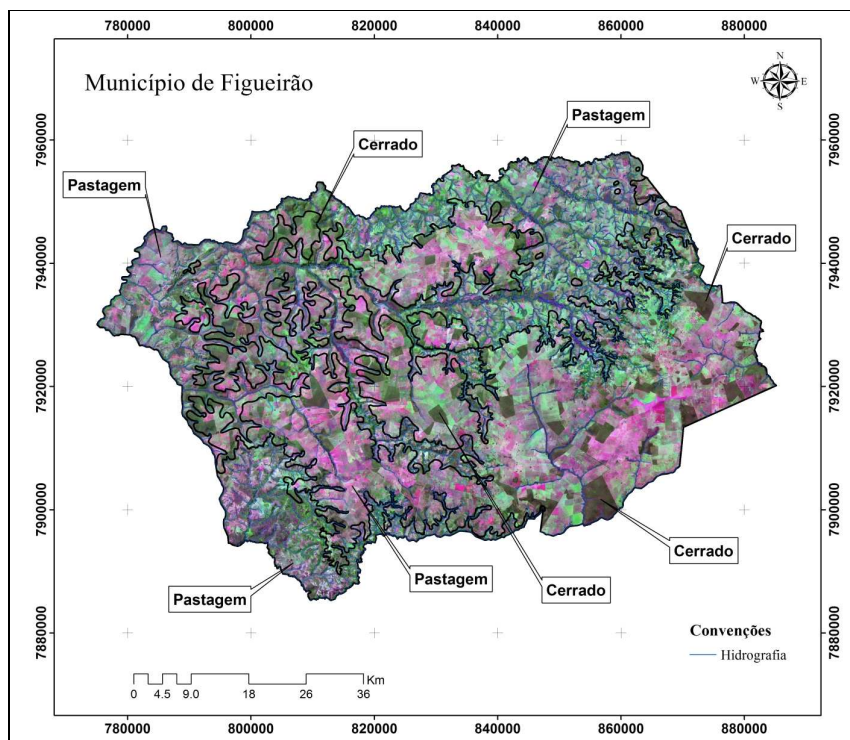 780000 800000 820000 840000 860000 880000
Município de Figueirão
N
W E
S
Pastagem
Cerrado
Pastagem
Cerrado
7960000 7960000
7940000 7940000
7920000 7920000
7900000 7900000
7880000 7880000
Cerrado
Pastagem
Cerrado
Pastagem
Convenções
Hidrografia
Km
0 4.5 9.0 18 26 36
780000 800000 820000 840000 860000 880000